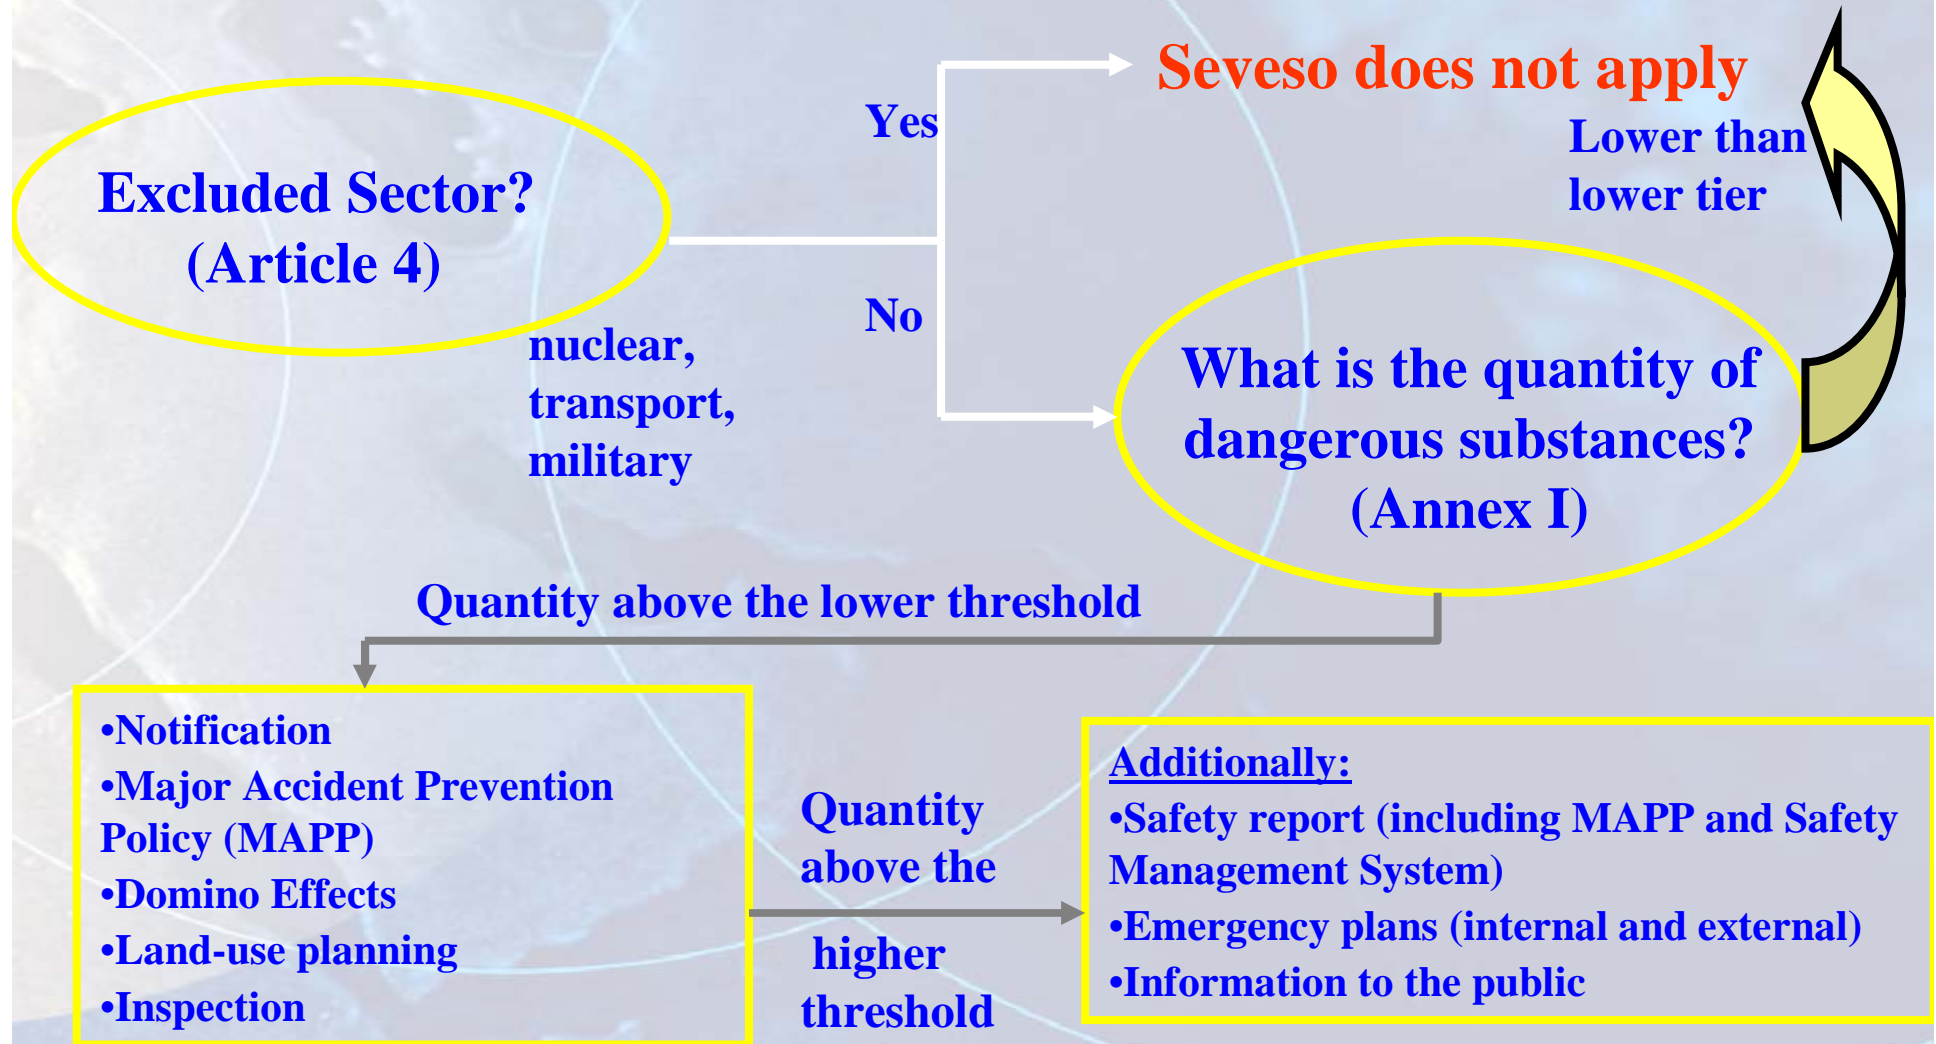 Seveso does not apply
Yes
Lower than
lower tier
Excluded Sector?
(Article 4)
No
nuclear,
transport,
military
What is the quantity of
dangerous substances?
(Annex I)
Quantity above the lower threshold
•Notification
•Major Accident Prevention
Policy (MAPP)
•Domino Effects
•Land-use planning
•Inspection
Quantity
above the
higher
threshold
Additionally:
•Safety report (including MAPP and Safety
Management System)
•Emergency plans (internal and external)
•Information to the public